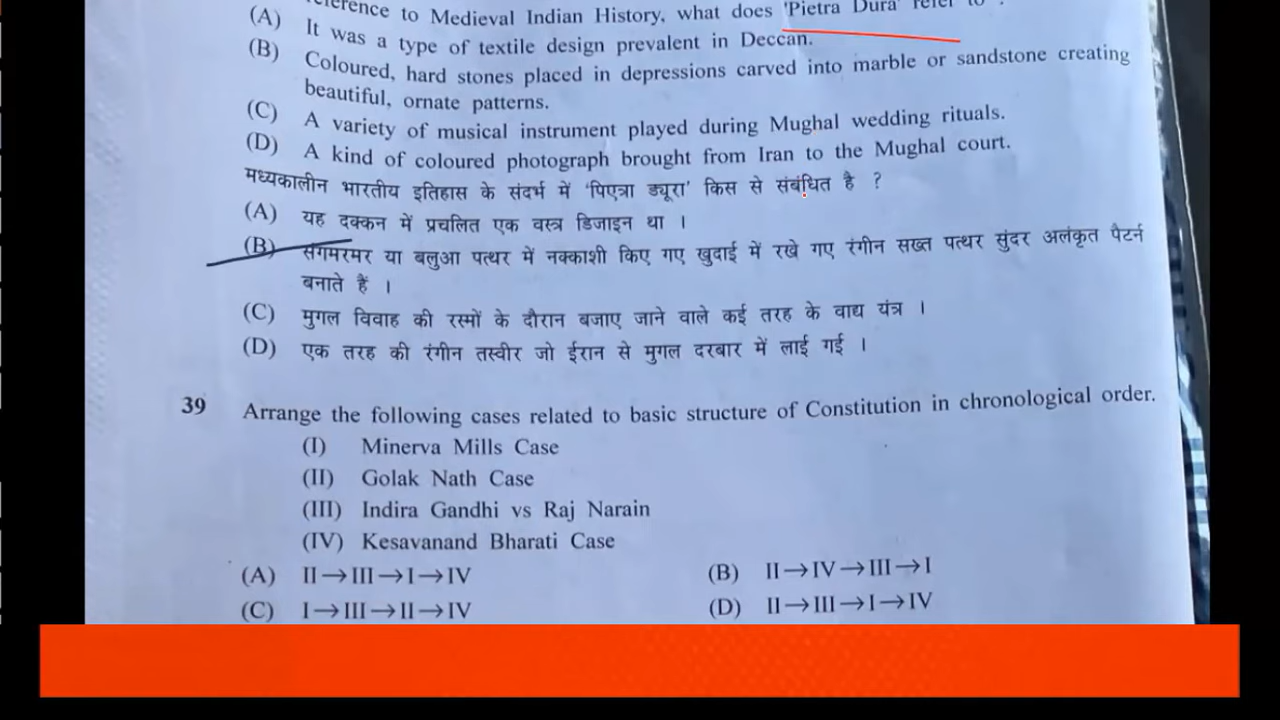 reference to Medieval Indian History, what does 'Pietra Dura' refer to ?
(A) It was a type of textile design prevalent in Deccan.
(B) Coloured, hard stones placed in depressions carved into marble or sandstone creating
beautiful, ornate patterns.
(C) A variety of musical instrument played during Mughal wedding rituals.
(D) A kind of coloured photograph brought from Iran to the Mughal court.
मध्यकालीन भारतीय इतिहास के संदर्भ में 'पिएत्रा ड्यूरा' किस से संबंधित है ?
(A) यह दक्कन में प्रचलित एक वस्त्र डिजाइन था ।
(B) संगमरमर या बलुआ पत्थर में नक्काशी किए गए खुदाई में रखे गए रंगीन सख्त पत्थर सुंदर अलंकृत पैटर्न
बनाते हैं ।
(C) मुगल विवाह की रस्मों के दौरान बजाए जाने वाले कई तरह के वाद्य यंत्र ।
(D) एक तरह की रंगीन तस्वीर जो ईरान से मुगल दरबार में लाई गई ।
39 Arrange the following cases related to basic structure of Constitution in chronological order.
(I) Minerva Mills Case
(II) Golak Nath Case
(III) Indira Gandhi vs Raj Narain
(IV) Kesavanand Bharati Case
(A) II→III→I→IV (B) II→IV→III→I
(C) I→III→II→IV (D) II→III→I→IV